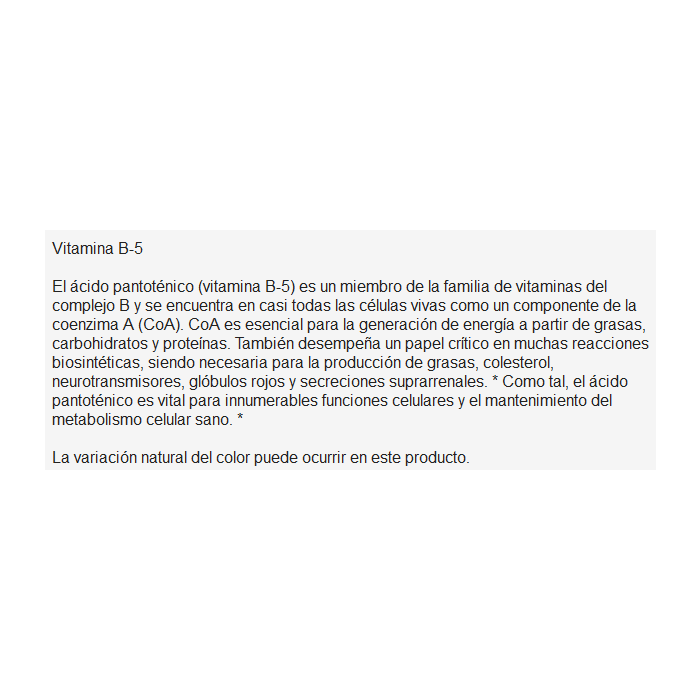 Vitamina B-5
El ácido pantoténico (vitamina B-5) es un miembro de la familia de vitaminas del
complejo B y se encuentra en casi todas las células vivas como un componente de la
coenzima A (CoA). CoA es esencial para la generación de energía a partir de grasas,
carbohidratos y proteínas. También desempeña un papel crítico en muchas reacciones
biosintéticas, siendo necesaria para la producción de grasas, colesterol,
neurotransmisores, glóbulos rojos y secreciones suprarrenales. * Como tal, el ácido
pantoténico es vital para innumerables funciones celulares y el mantenimiento del
metabolismo celular sano. *
La variación natural del color puede ocurrir en este producto.